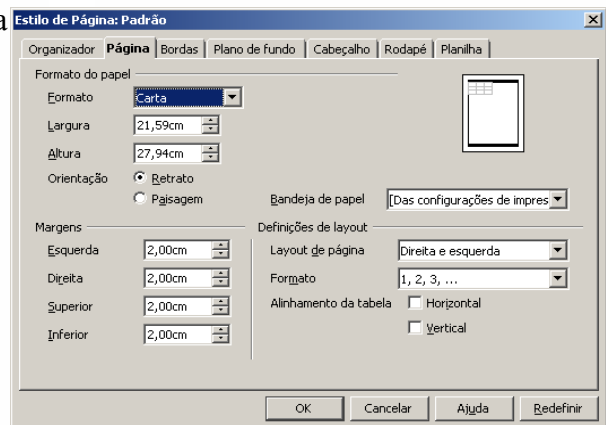 a
Estilo de Página: Padrão
Organizador Página Bordas Plano de fundo Cabeçalho Rodapé Planilha
Formato do papel
Formato Carta
Largura 21,59cm
Altura 27,94cm
Orientação Retrato
Paisagem
Bandeja de papel [Das configurações de impres
Margens
Esquerda 2,00cm
Direita 2,00cm
Superior 2,00cm
Inferior 2,00cm
Definições de layout
Layout de página Direita e esquerda
Formato 1, 2, 3, ...
Alinhamento da tabela Horizontal
Vertical
OK Cancelar Ajuda Redefinir